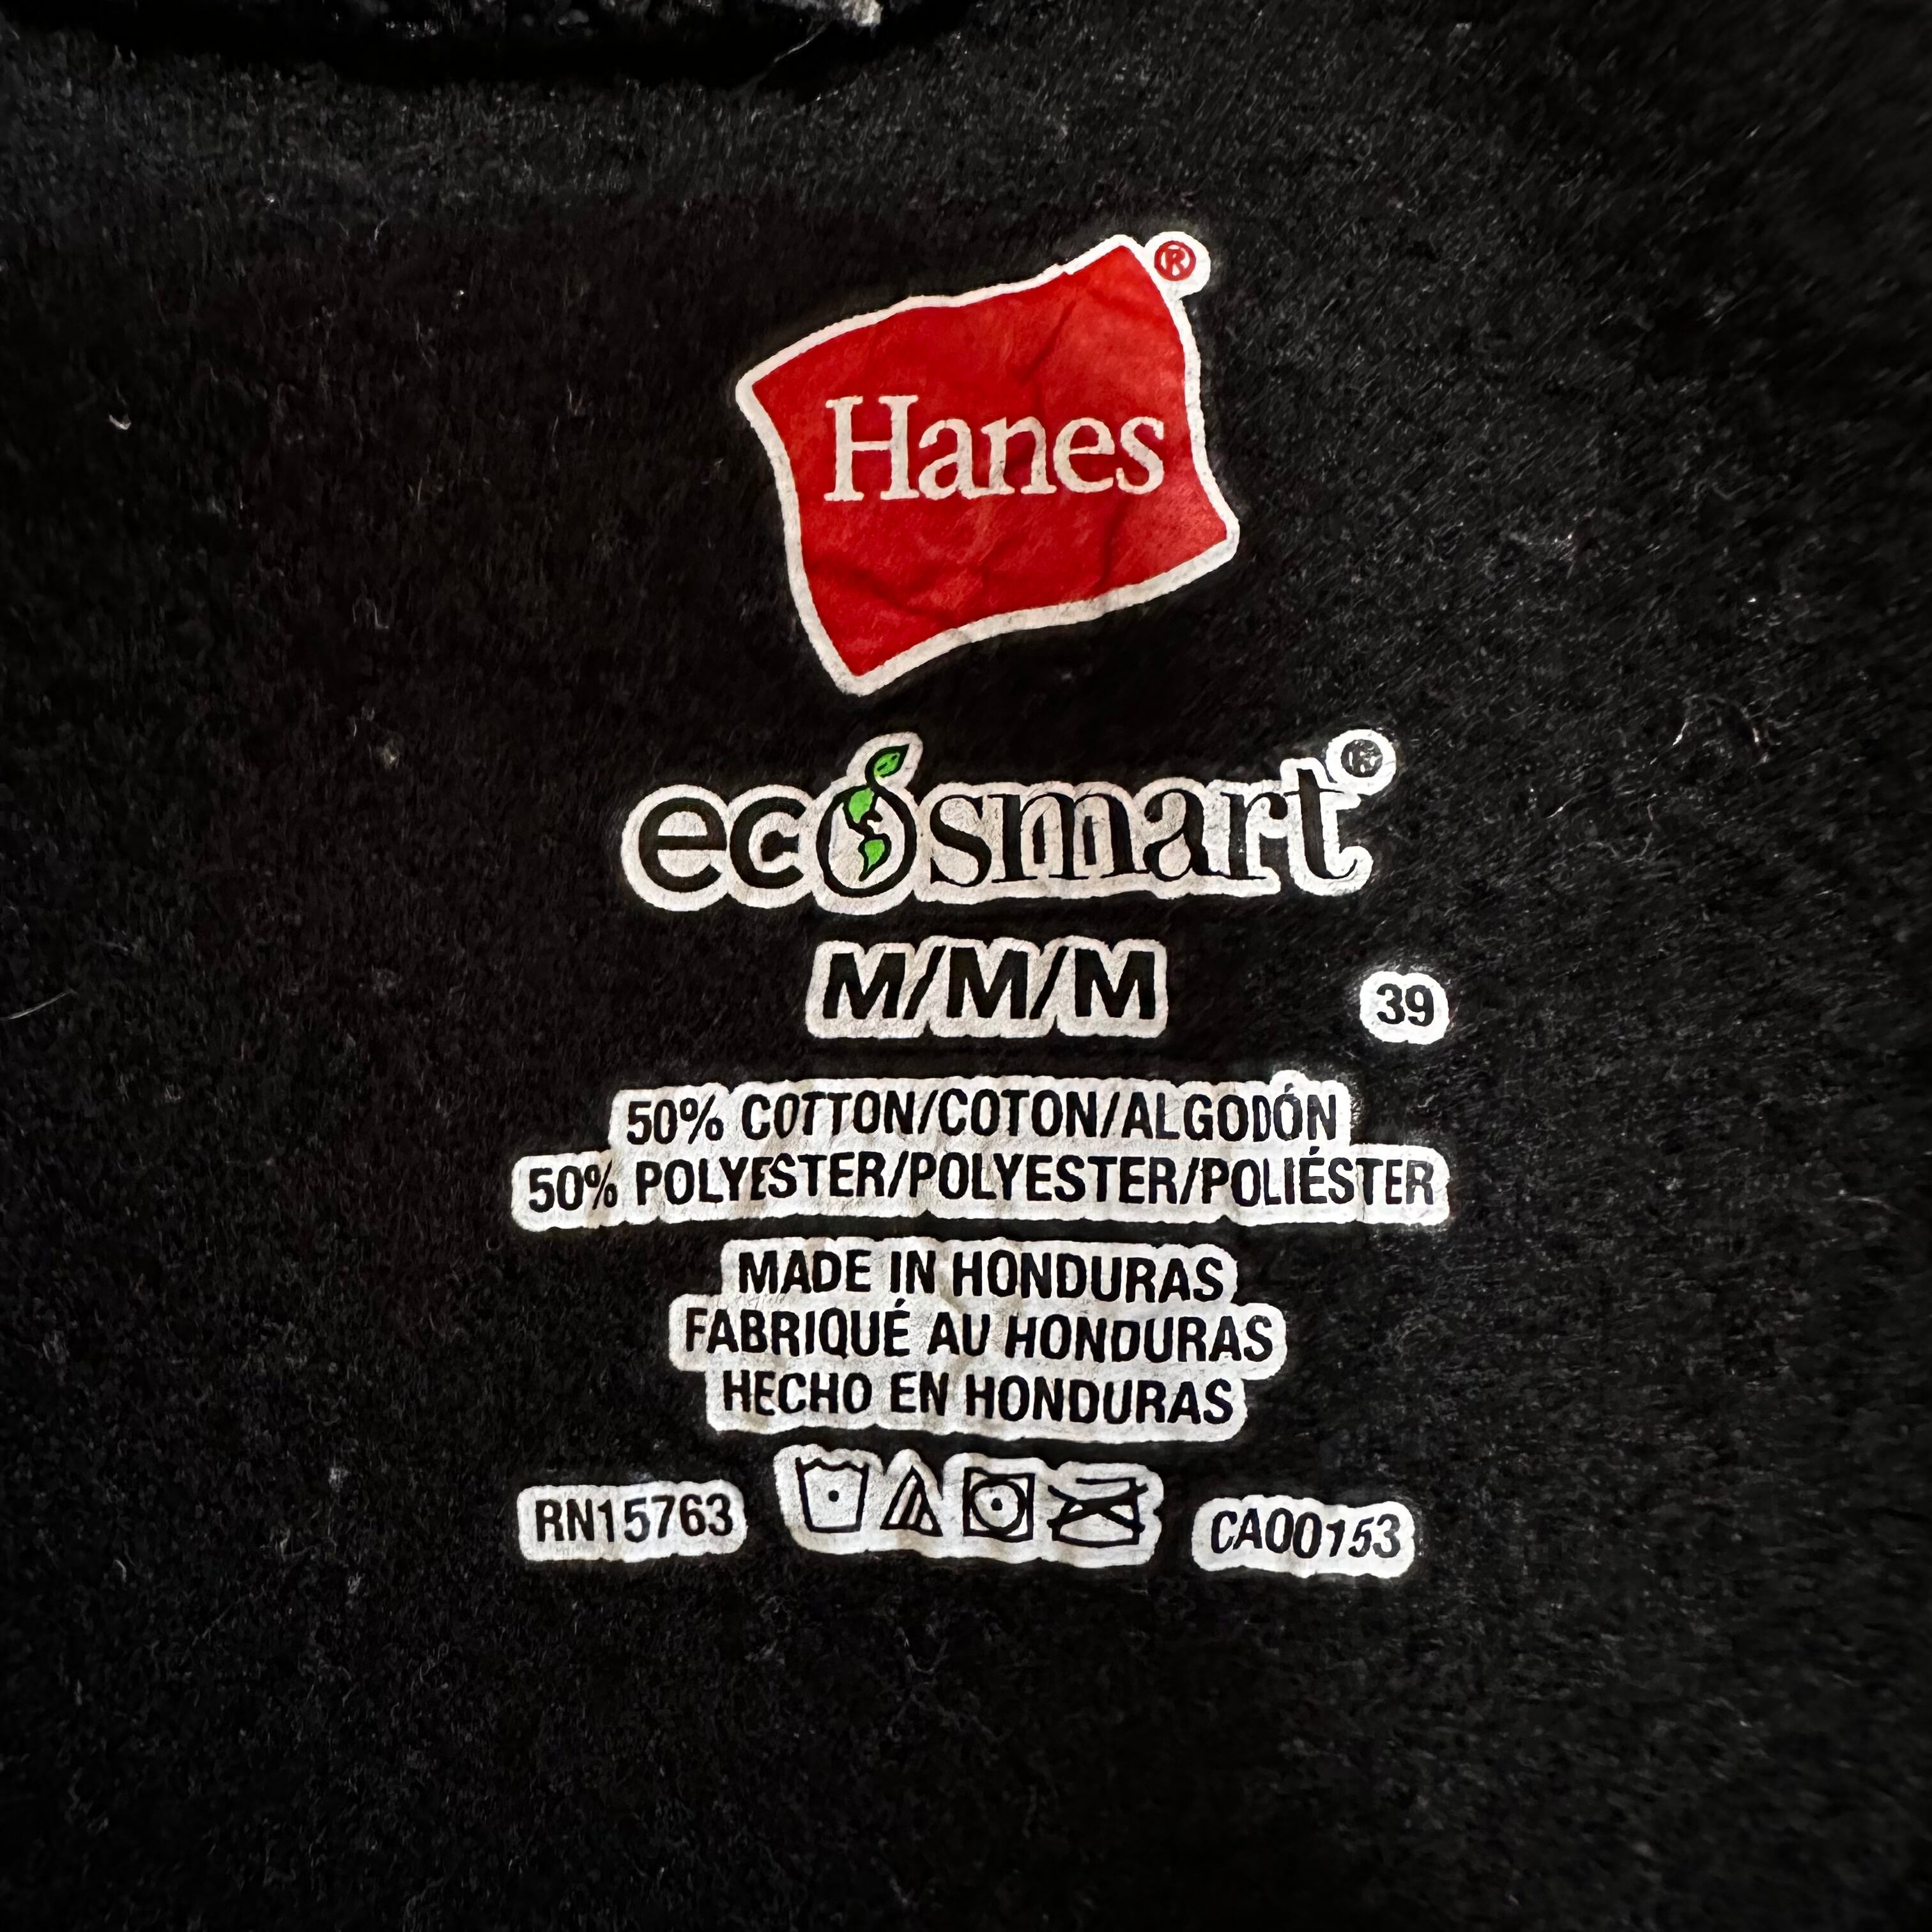 Hanes®
ecosmart®
M/M/M
39
50% COTTON/COTON/ALGODÓN
50% POLYESTER/POLYESTER/POLIÉSTER
MADE IN HONDURAS
FABRIQUÉ AU HONDURAS
HECHO EN HONDURAS
RN15763 CA00153